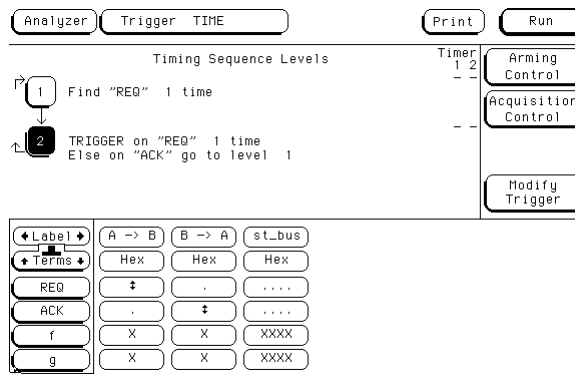 Analyzer Trigger TIME Print Run
Timing Sequence Levels
Timer
1 2
Arming
Control
1 Find "REQ" 1 time
- -
Acquisition
Control
2 TRIGGER on "REQ" 1 time
Else on "ACK" go to level 1
- -
Modify
Trigger
Label A -> B B -> A st_bus
Terms Hex Hex Hex
REQ ↕ . ....
ACK . ↕ ....
f X X XXXX
g X X XXXX